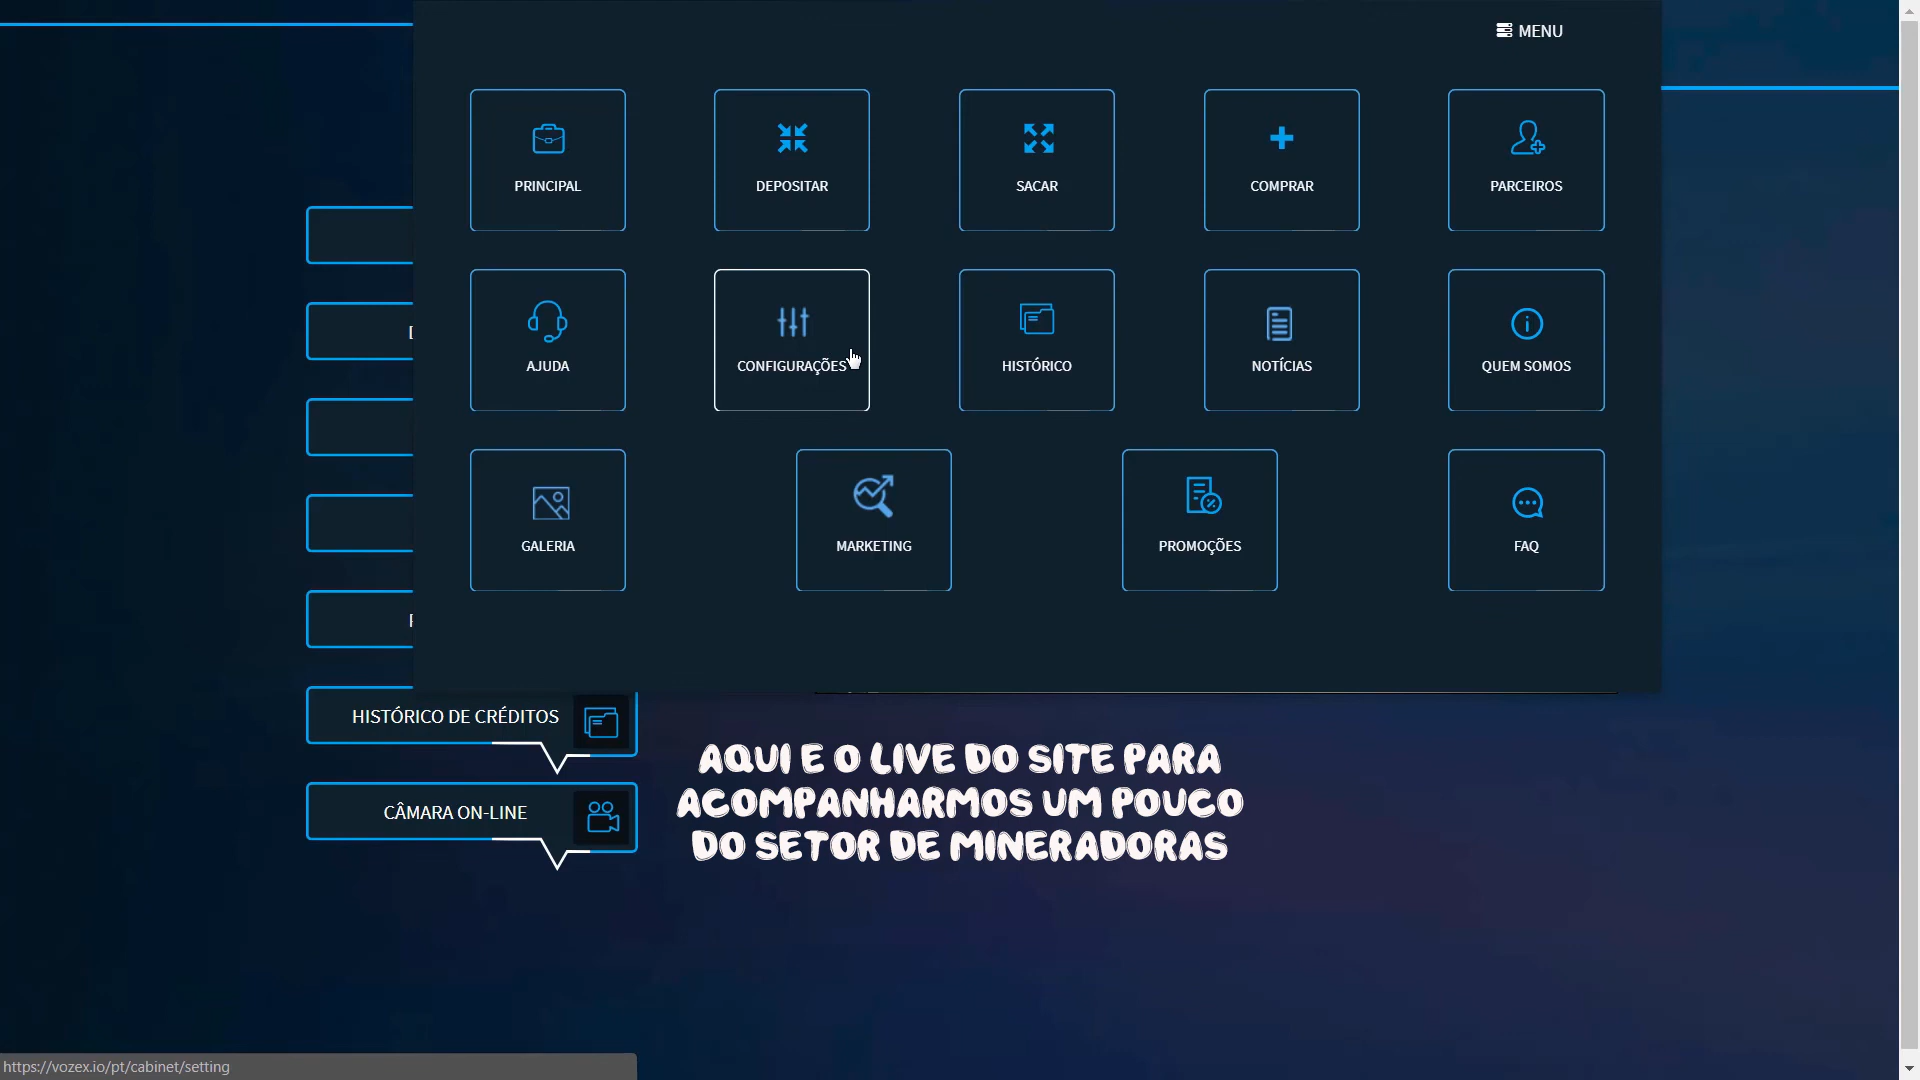 MENU
PRINCIPAL
DEPOSITAR
SACAR
COMPRAR
PARCEIROS
AJUDA
CONFIGURAÇÕES
HISTÓRICO
NOTÍCIAS
QUEM SOMOS
GALERIA
MARKETING
PROMOÇÕES
FAQ
HISTÓRICO DE CRÉDITOS
CÂMARA ON-LINE
AQUI E O LIVE DO SITE PARA
ACOMPANHARMOS UM POUCO
DO SETOR DE MINERADORAS
https://vozex.io/pt/cabinet/setting